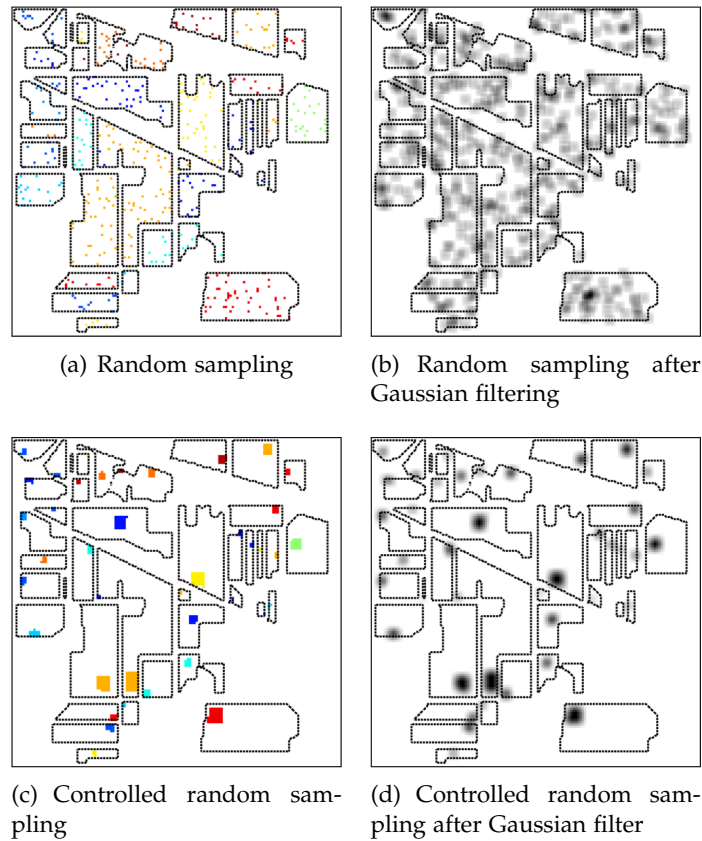 (a) Random sampling
(b) Random sampling after
Gaussian filtering
(c) Controlled random sam-
pling
(d) Controlled random sam-
pling after Gaussian filter